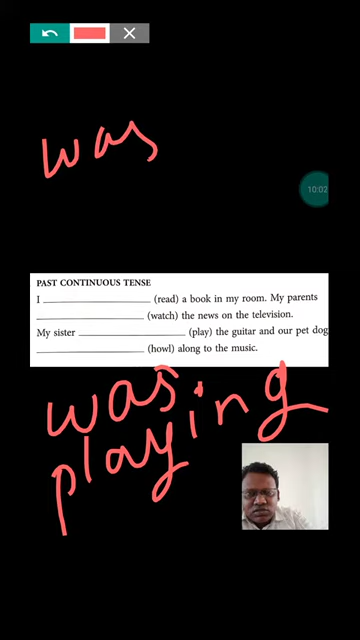 was
10:02
PAST CONTINUOUS TENSE
I ____________ (read) a book in my room. My parents
____________ (watch) the news on the television.
My sister ____________ (play) the guitar and our pet dog
____________ (howl) along to the music.
was
playing